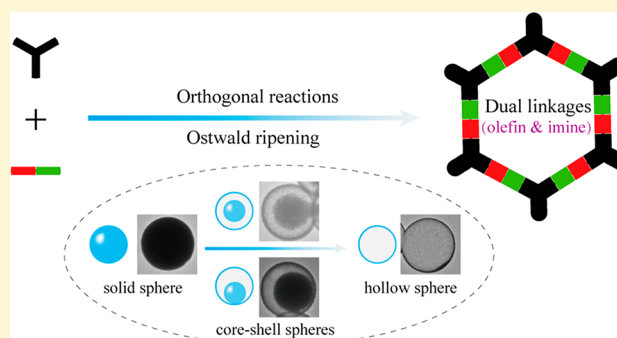 Orthogonal reactions
+
Ostwald ripening
Dual linkages
(olefin & imine)
solid sphere
core-shell spheres
hollow sphere